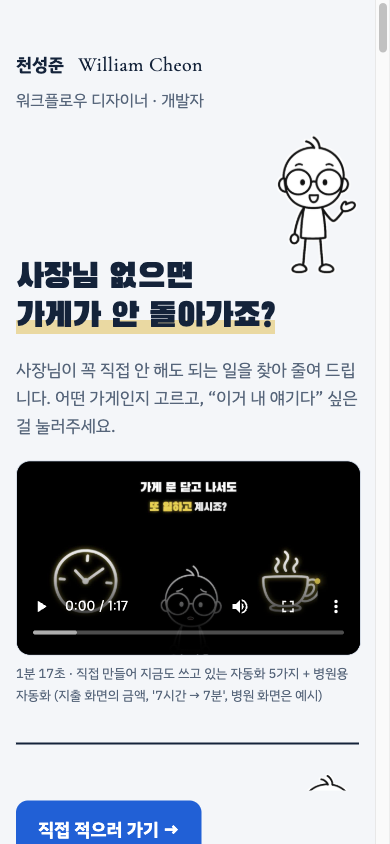 천성준 William Cheon
워크플로우 디자이너 · 개발자
사장님 없으면
가게가 안 돌아가죠?
사장님이 꼭 직접 안 해도 되는 일을 찾아 줄여 드립
니다. 어떤 가게인지 고르고, “이거 내 얘기다” 싶은
걸 눌러주세요.
가게 문 닫고 나서도
또 일하고 계시죠?
0:00 / 1:17
1분 17초 · 직접 만들어 지금도 쓰고 있는 자동화 5가지 + 병원용
자동화 (지출 화면의 금액, '7시간 → 7분', 병원 화면은 예시)
직접 적으러 가기 →